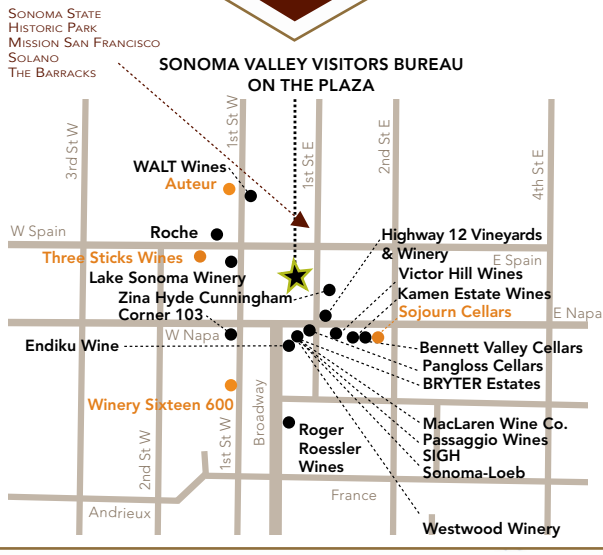 SONOMA STATE
HISTORIC PARK
MISSION SAN FRANCISCO
SOLANO
THE BARRACKS
SONOMA VALLEY VISITORS BUREAU
ON THE PLAZA
3rd St W
1st St W
1st St E
2nd St E
4th St E
WALT Wines
Auteur
W Spain
Roche
Three Sticks Wines
Lake Sonoma Winery
Highway 12 Vineyards
& Winery
E Spain
Victor Hill Wines
Zina Hyde Cunningham
Kamen Estate Wines
Corner 103
Sojourn Cellars
E Napa
W Napa
Endiku Wine
Bennett Valley Cellars
Pangloss Cellars
BRYTER Estates
Winery Sixteen 600
Broadway
2nd St W
1st St W
Roger
Roessler
Wines
MacLaren Wine Co.
Passaggio Wines
SIGH
Sonoma-Loeb
France
Andrieux
Westwood Winery